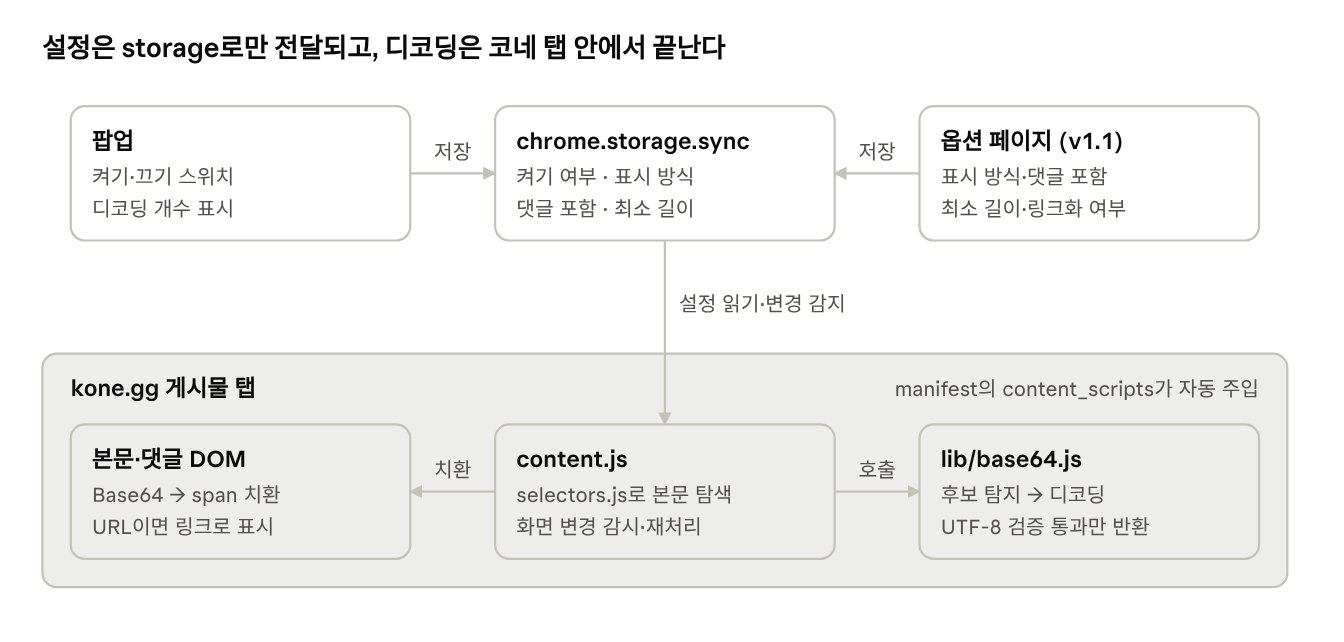 설정은 storage로만 전달되고, 디코딩은 코네 탭 안에서 끝난다
팝업
켜기·끄기 스위치
디코딩 개수 표시
저장
chrome.storage.sync
켜기 여부 · 표시 방식
댓글 포함 · 최소 길이
저장
옵션 페이지 (v1.1)
표시 방식·댓글 포함
최소 길이·링크화 여부
설정 읽기·변경 감지
kone.gg 게시물 탭
manifest의 content_scripts가 자동 주입
본문·댓글 DOM
Base64 → span 치환
URL이면 링크로 표시
치환
content.js
selectors.js로 본문 탐색
화면 변경 감시·재처리
호출
lib/base64.js
후보 탐지 → 디코딩
UTF-8 검증 통과만 반환